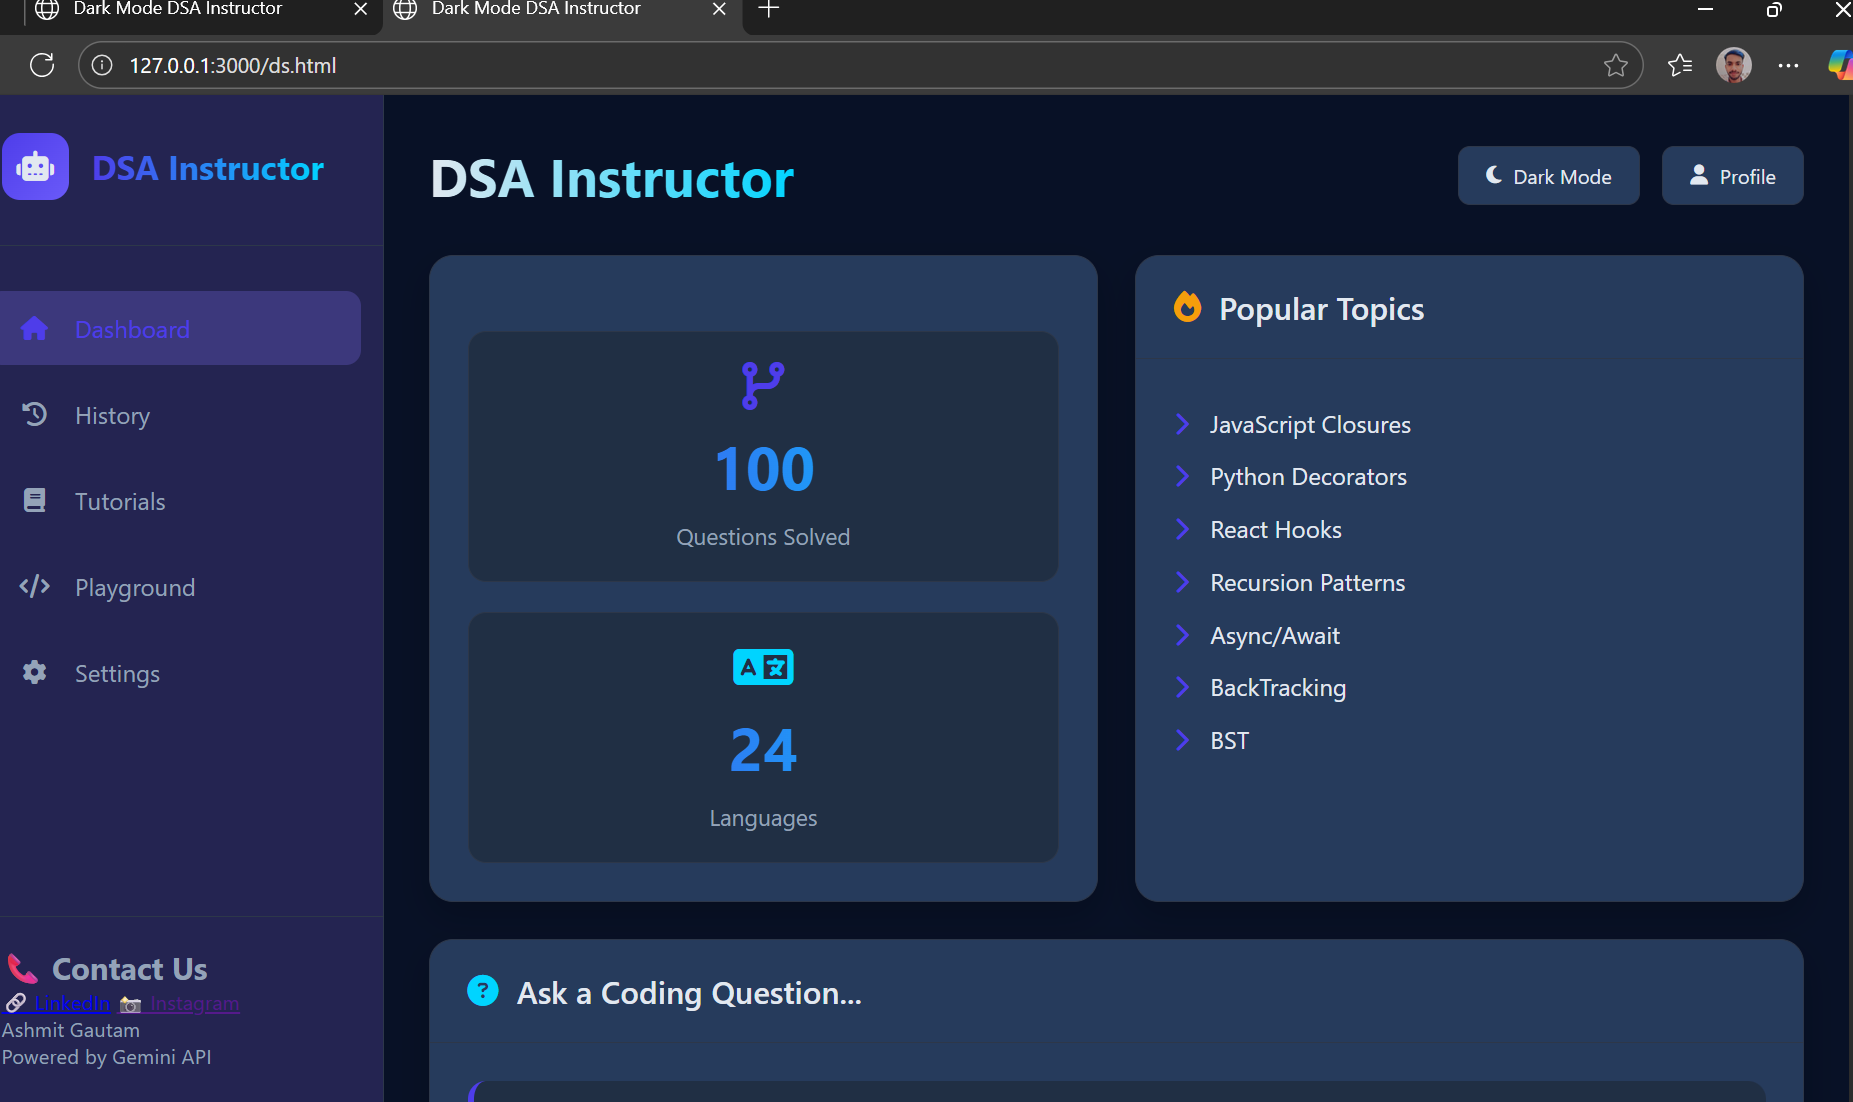 Dark Mode DSA Instructor
Dark Mode DSA Instructor
127.0.0.1:3000/ds.html
DSA Instructor
Dashboard
History
Tutorials
Playground
Settings
Contact Us
LinkedIn Instagram
Ashmit Gautam
Powered by Gemini API
DSA Instructor
Dark Mode
Profile
100
Questions Solved
A文
24
Languages
Popular Topics
JavaScript Closures
Python Decorators
React Hooks
Recursion Patterns
Async/Await
BackTracking
BST
Ask a Coding Question...